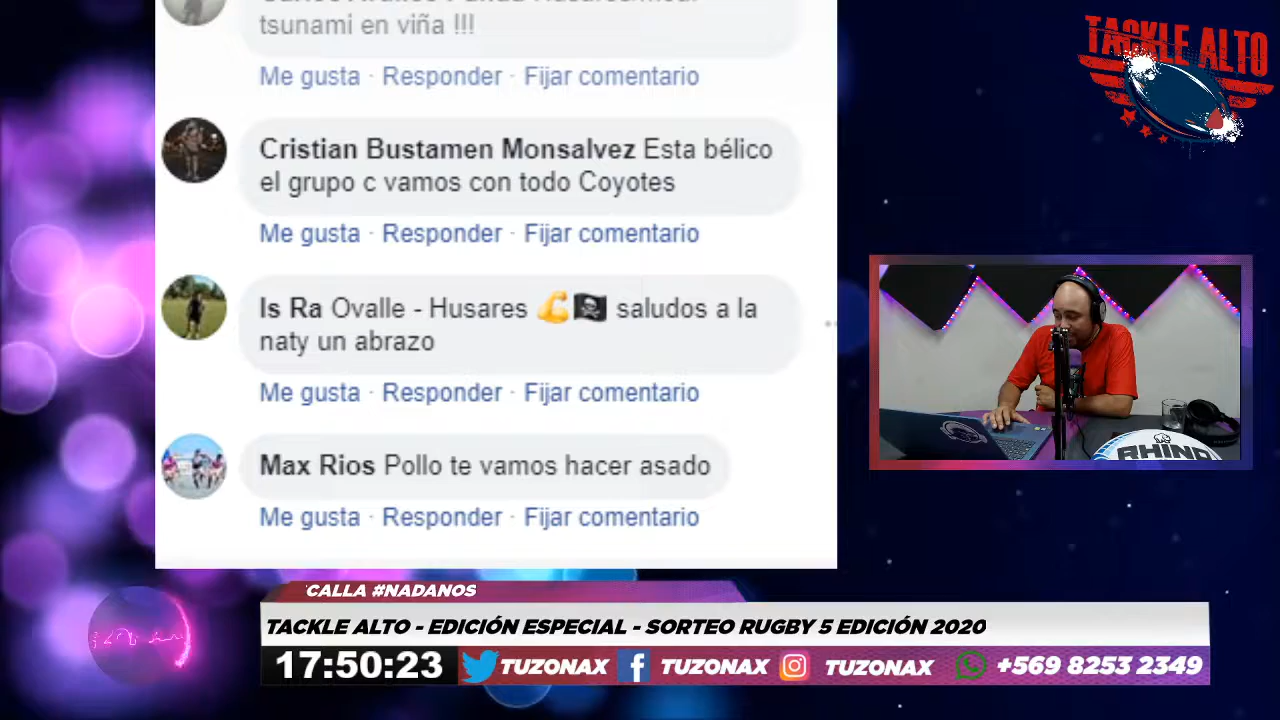 tsunami en viña !!!
Me gusta · Responder · Fijar comentario
Cristian Bustamen Monsalvez Esta bélico
el grupo c vamos con todo Coyotes
Me gusta · Responder · Fijar comentario
Is Ra Ovalle - Husares 💪🏴‍☠️ saludos a la
naty un abrazo
Me gusta · Responder · Fijar comentario
Max Rios Pollo te vamos hacer asado
Me gusta · Responder · Fijar comentario
TACKLE ALTO
RHINO
'CALLA #NADANOS
TACKLE ALTO - EDICIÓN ESPECIAL - SORTEO RUGBY 5 EDICIÓN 2020
17:50:23 TUZONAX TUZONAX TUZONAX +569 8253 2349